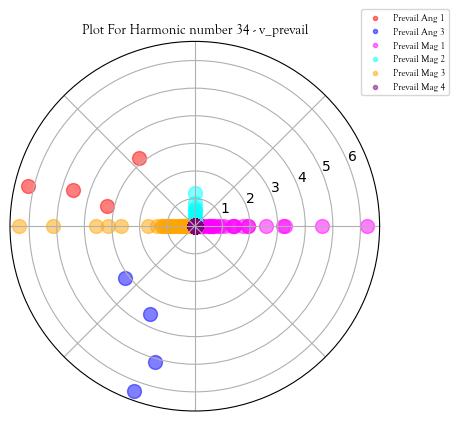 Plot For Harmonic number 34 - v_prevail
Prevail Ang 1
Prevail Ang 3
Prevail Mag 1
Prevail Mag 2
Prevail Mag 3
Prevail Mag 4
1
2
3
4
5
6